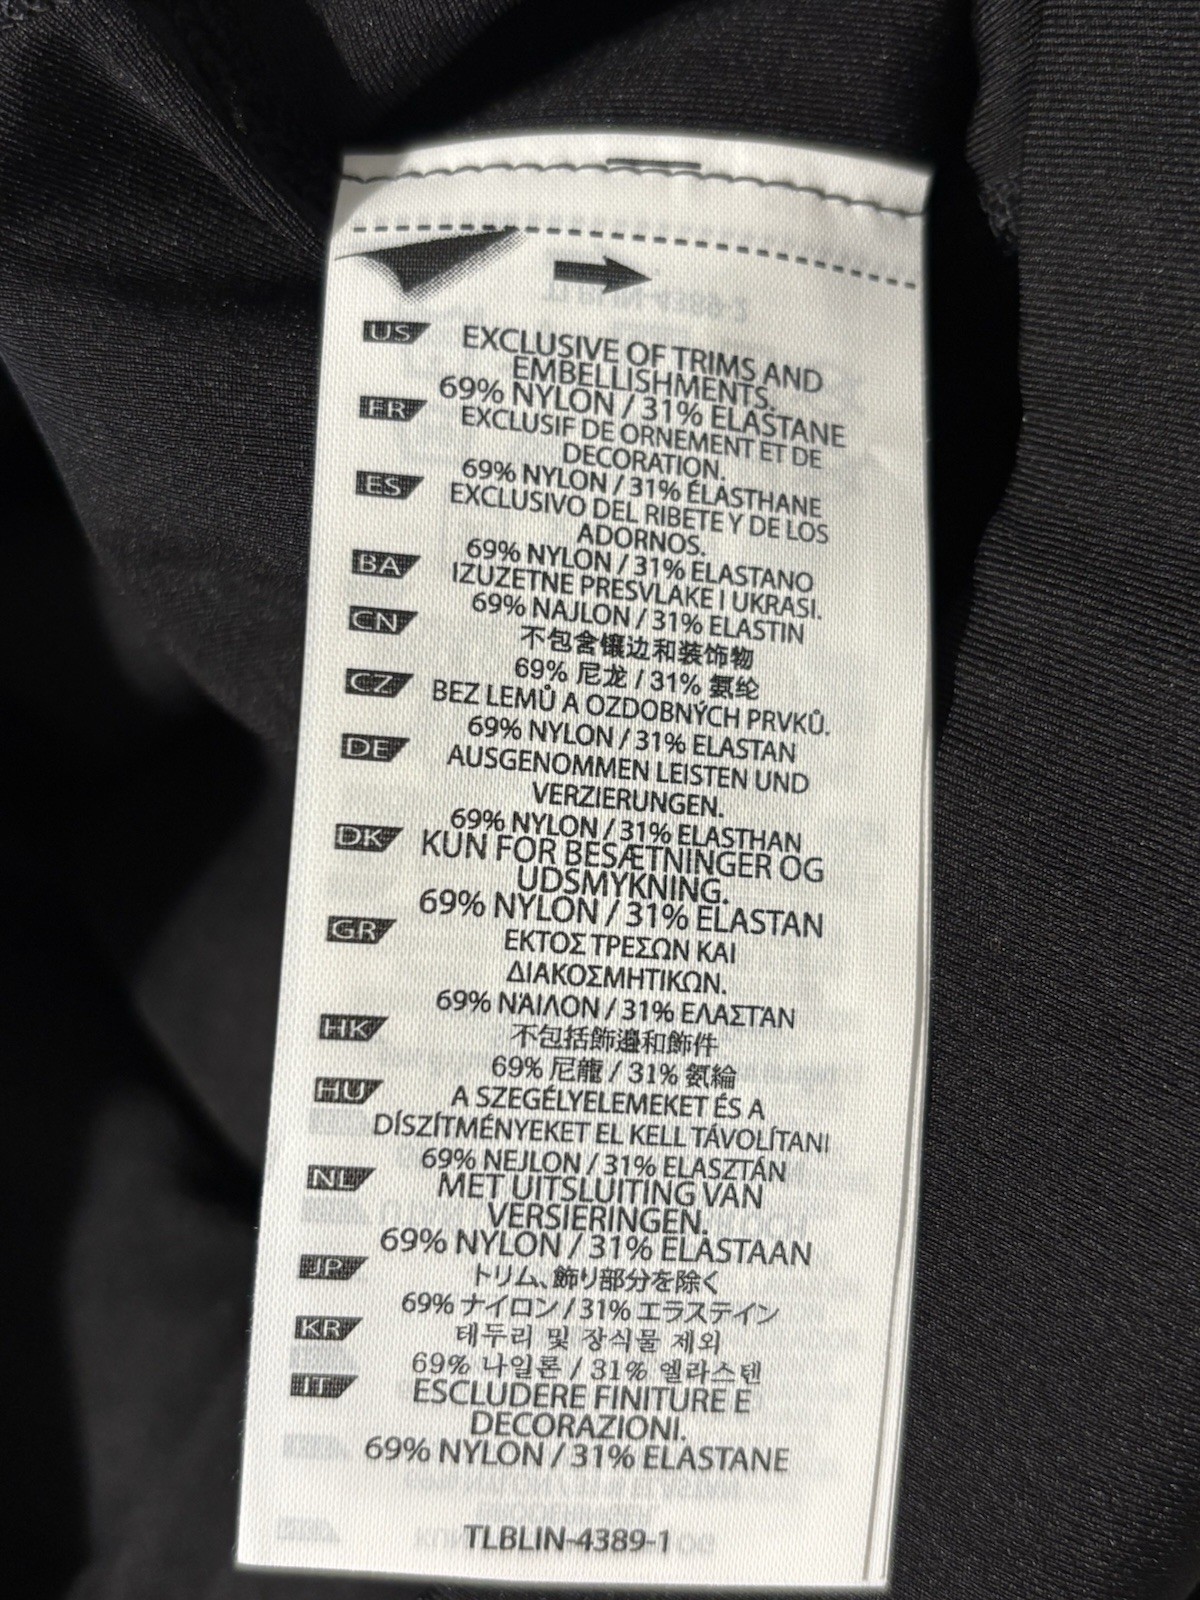 US EXCLUSIVE OF TRIMS AND
EMBELLISHMENTS.
69% NYLON / 31% ELASTANE
FR EXCLUSIF DE ORNEMENT ET DE
DECORATION.
69% NYLON / 31% ÉLASTHANE
ES EXCLUSIVO DEL RIBETE Y DE LOS
ADORNOS.
69% NYLON / 31% ELASTANO
BA IZUZETNE PRESVLAKE I UKRASI.
69% NAJLON / 31% ELASTIN
CN 不包含镶边和装饰物
69% 尼龙 / 31% 氨纶
CZ BEZ LEMŮ A OZDOBNÝCH PRVKŮ.
69% NYLON / 31% ELASTAN
DE AUSGENOMMEN LEISTEN UND
VERZIERUNGEN.
69% NYLON / 31% ELASTHAN
DK KUN FOR BESÆTNINGER OG
UDSMYKNING.
69% NYLON / 31% ELASTAN
GR ΕΚΤΟΣ ΤΡΕΣΩΝ ΚΑΙ
ΔΙΑΚΟΣΜΗΤΙΚΩΝ.
69% ΝΆΙΛΟΝ / 31% ΕΛΑΣΤΆΝ
HK 不包括飾邊和飾件
69% 尼龍 / 31% 氨綸
HU A SZEGÉLYELEMEKET ÉS A
DÍSZÍTMÉNYEKET EL KELL TÁVOLÍTANI
69% NEJLON / 31% ELASZTÁN
NL MET UITSLUITING VAN
VERSIERINGEN.
69% NYLON / 31% ELASTAAN
JP トリム、飾り部分を除く
69% ナイロン / 31% エラステイン
KR 테두리 및 장식물 제외
69% 나일론 / 31% 엘라스텐
IT ESCLUDERE FINITURE E
DECORAZIONI.
69% NYLON / 31% ELASTANE
TLBLIN-4389-1